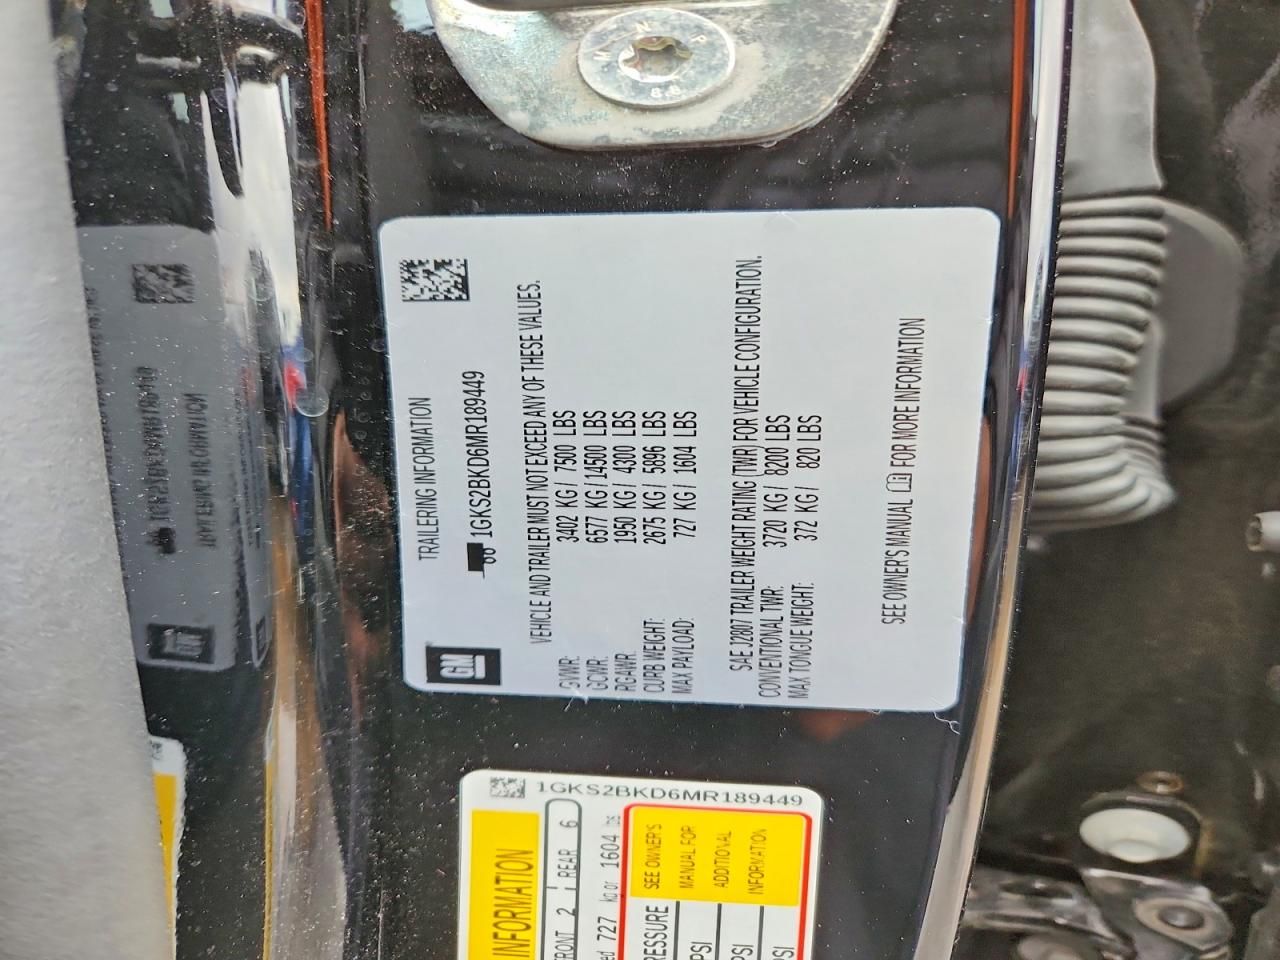 TRAILERING INFORMATION
GM
1GKS2BKD6MR189449
VEHICLE AND TRAILER MUST NOT EXCEED ANY OF THESE VALUES.
GVWR: 3402 KG / 7500 LBS
GCWR: 6577 KG / 14500 LBS
RGAWR: 1950 KG / 4300 LBS
CURB WEIGHT: 2675 KG / 5896 LBS
MAX PAYLOAD: 727 KG / 1604 LBS
SAE J2807 TRAILER WEIGHT RATING (TWR) FOR VEHICLE CONFIGURATION.
CONVENTIONAL TWR: 3720 KG / 8200 LBS
MAX TONGUE WEIGHT: 372 KG / 820 LBS
SEE OWNER'S MANUAL FOR MORE INFORMATION
1GKS2BKD6MR189449
INFORMATION
FRONT 2 REAR 6
727 kg or 1604 lbs
SEE OWNER'S
MANUAL FOR
ADDITIONAL
INFORMATION
PSI
PSI
PSI
8.8